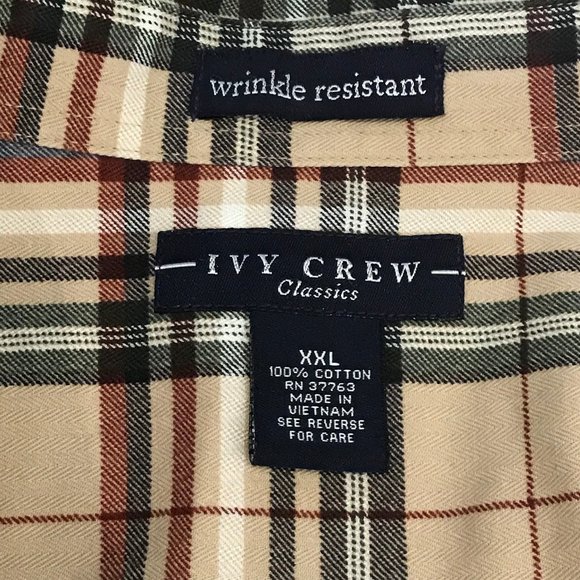 wrinkle resistant
IVY CREW
Classics
XXL
100% COTTON
RN 37763
MADE IN
VIETNAM
SEE REVERSE
FOR CARE